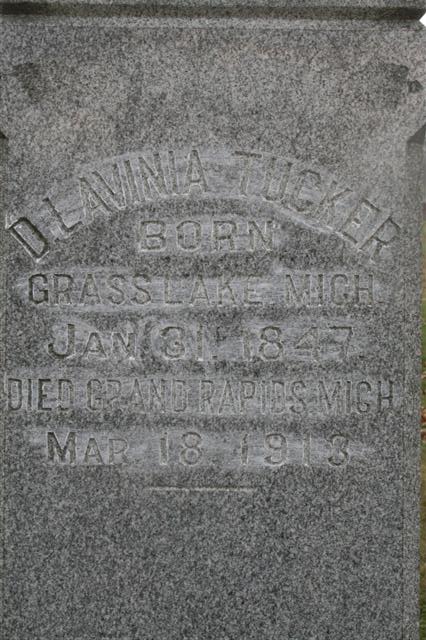 D. LAVINIA TUCKER
BORN
GRASS LAKE MICH.
JAN. 31. 1847.
DIED GRAND RAPIDS MICH
MAR 18 1913